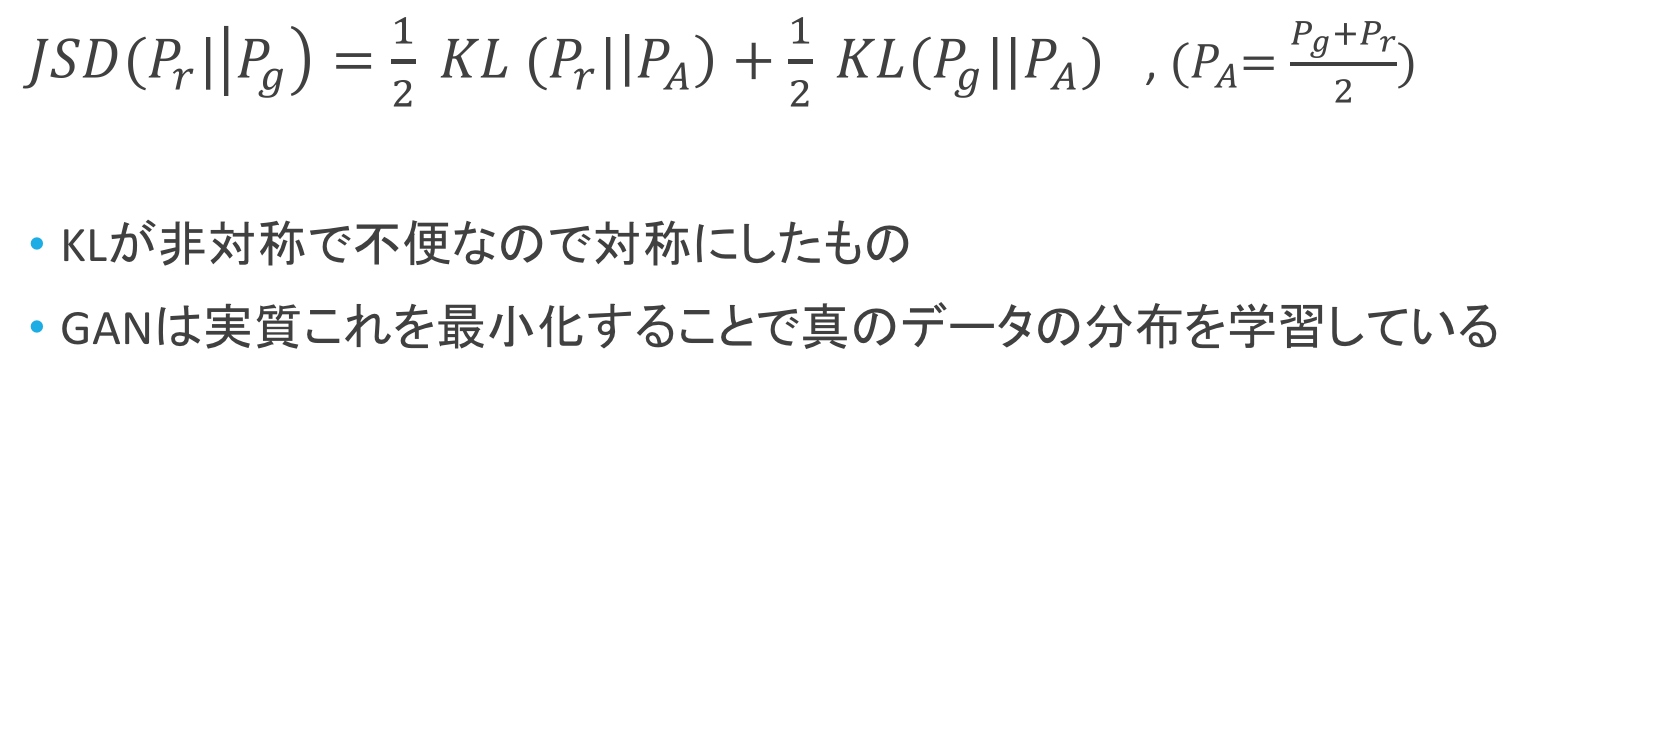 JSD(P_r||P_g) = \frac{1}{2} KL (P_r||P_A) + \frac{1}{2} KL(P_g||P_A) , (P_A = \frac{P_g+P_r}{2})
• KLが非対称で不便なので対称にしたもの
• GANは実質これを最小化することで真のデータの分布を学習している